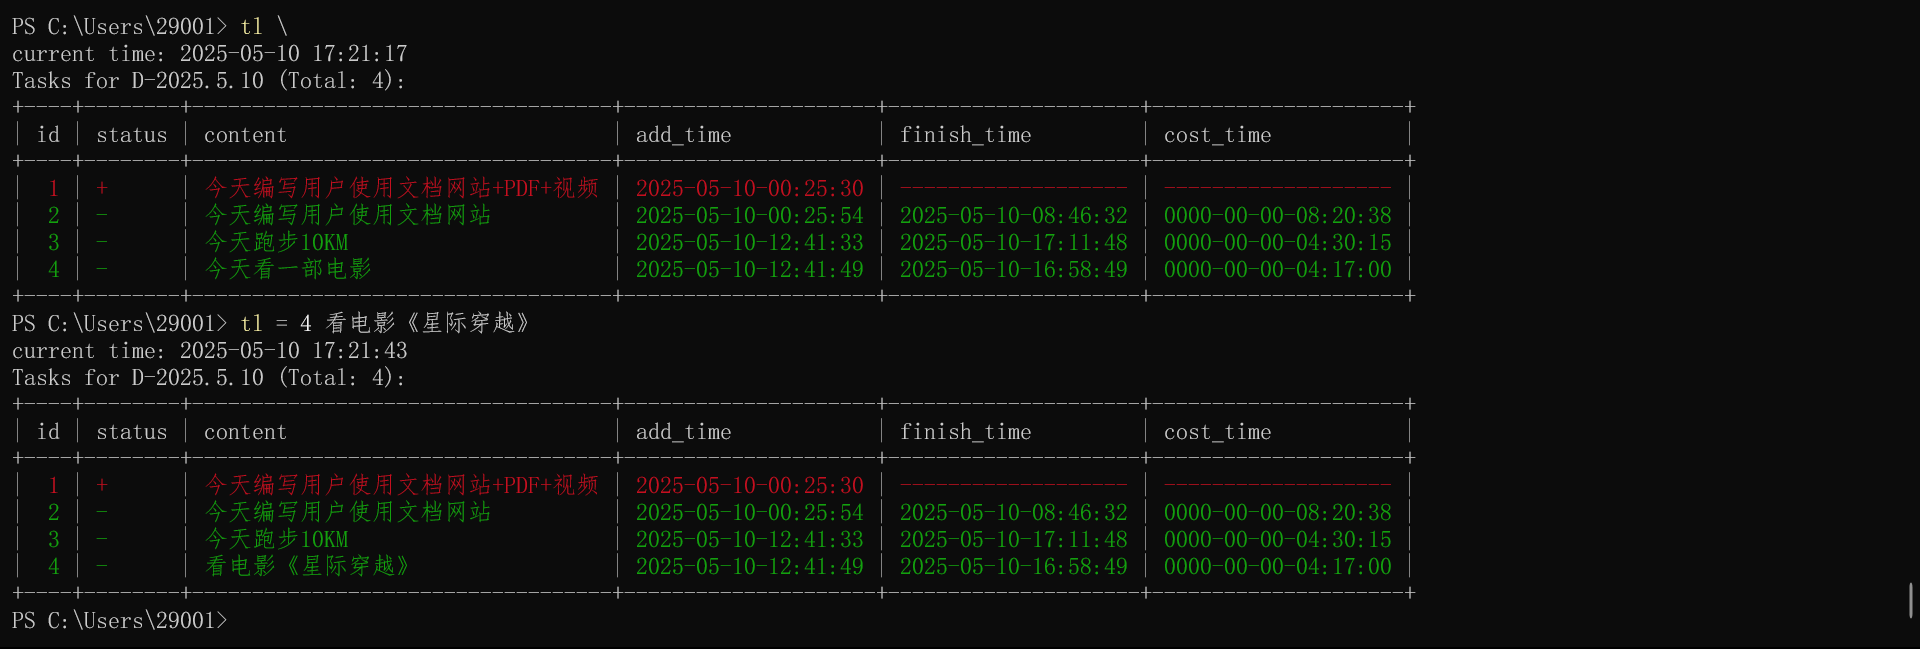 PS C:\Users\29001> tl \
current time: 2025-05-10 17:21:17
Tasks for D-2025.5.10 (Total: 4):
+----+--------+-----------------------------------+---------------------+---------------------+---------------------+
| id | status | content                           | add_time            | finish_time         | cost_time           |
+----+--------+-----------------------------------+---------------------+---------------------+---------------------+
|  1 | +      | 今天编写用户使用文档网站+PDF+视频 | 2025-05-10-00:25:30 | ------------------- | ------------------- |
|  2 | -      | 今天编写用户使用文档网站          | 2025-05-10-00:25:54 | 2025-05-10-08:46:32 | 0000-00-00-08:20:38 |
|  3 | -      | 今天跑步10KM                      | 2025-05-10-12:41:33 | 2025-05-10-17:11:48 | 0000-00-00-04:30:15 |
|  4 | -      | 今天看一部电影                    | 2025-05-10-12:41:49 | 2025-05-10-16:58:49 | 0000-00-00-04:17:00 |
+----+--------+-----------------------------------+---------------------+---------------------+---------------------+
PS C:\Users\29001> tl = 4 看电影《星际穿越》
current time: 2025-05-10 17:21:43
Tasks for D-2025.5.10 (Total: 4):
+----+--------+-----------------------------------+---------------------+---------------------+---------------------+
| id | status | content                           | add_time            | finish_time         | cost_time           |
+----+--------+-----------------------------------+---------------------+---------------------+---------------------+
|  1 | +      | 今天编写用户使用文档网站+PDF+视频 | 2025-05-10-00:25:30 | ------------------- | ------------------- |
|  2 | -      | 今天编写用户使用文档网站          | 2025-05-10-00:25:54 | 2025-05-10-08:46:32 | 0000-00-00-08:20:38 |
|  3 | -      | 今天跑步10KM                      | 2025-05-10-12:41:33 | 2025-05-10-17:11:48 | 0000-00-00-04:30:15 |
|  4 | -      | 看电影《星际穿越》                | 2025-05-10-12:41:49 | 2025-05-10-16:58:49 | 0000-00-00-04:17:00 |
+----+--------+-----------------------------------+---------------------+---------------------+---------------------+
PS C:\Users\29001>